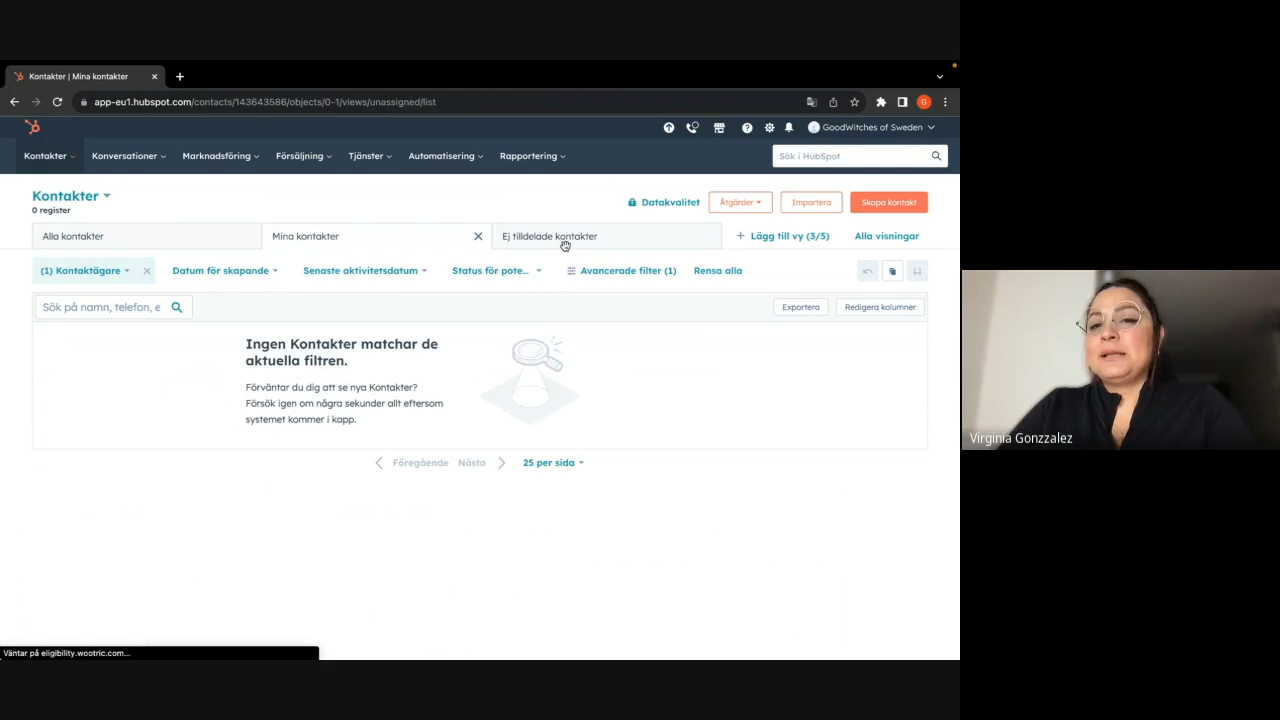 Kontakter | Mina kontakter
app-eu1.hubspot.com/contacts/143643586/objects/0-1/views/unassigned/list
G
GoodWitches of Sweden
Kontakter
Konversationer
Marknadsföring
Försäljning
Tjänster
Automatisering
Rapportering
Sök i HubSpot
Kontakter
0 register
Datakvalitet
Åtgärder
Importera
Skapa kontakt
Alla kontakter
Mina kontakter
Ej tilldelade kontakter
Lägg till vy (3/5)
Alla visningar
(1) Kontaktägare
Datum för skapande
Senaste aktivitetsdatum
Status för pote...
Avancerade filter (1)
Rensa alla
Sök på namn, telefon, e
Exportera
Redigera kolumner
Ingen Kontakter matchar de
aktuella filtren.
Förväntar du dig att se nya Kontakter?
Försök igen om några sekunder allt eftersom
systemet kommer i kapp.
Föregående
Nästa
25 per sida
Virginia Gonzzalez
Väntar på eligibility.wootric.com...